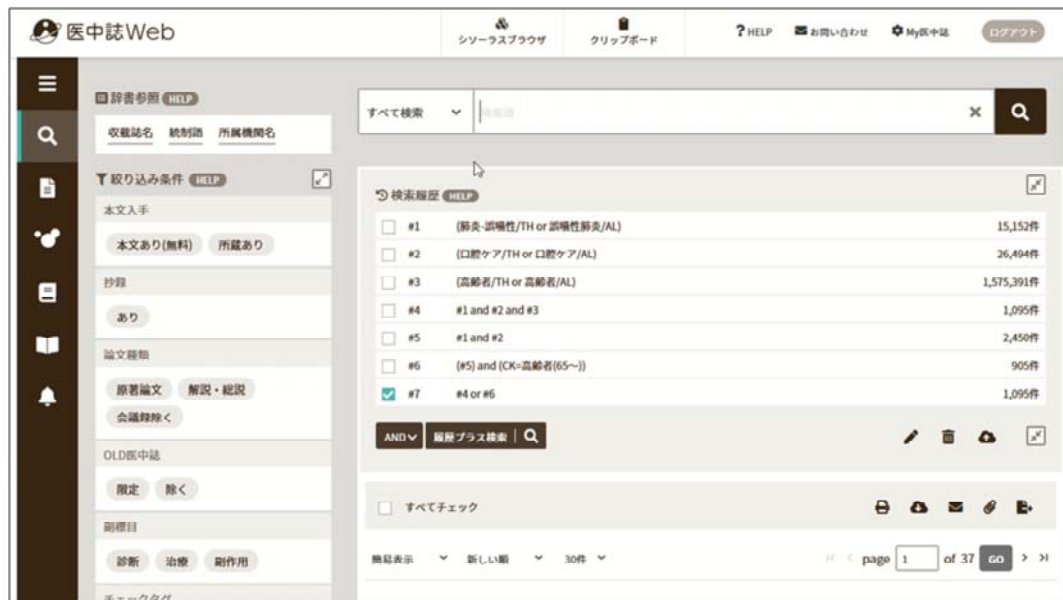 医中誌Web
シソーラスブラウザ
クリップボード
? HELP
お問い合わせ
My医中誌
ログアウト
辞書参照 HELP
収載誌名 統制語 所属機関名
絞り込み条件 HELP
本文入手
本文あり(無料) 所蔵あり
抄録
あり
論文種類
原著論文 解説・総説
会議録除く
OLD医中誌
限定 除く
副標目
診断 治療 副作用
チェックタグ
すべて検索
検索語
検索履歴 HELP
#1 (肺炎-誤嚥性/TH or 誤嚥性肺炎/AL) 15,152件
#2 (口腔ケア/TH or 口腔ケア/AL) 26,494件
#3 (高齢者/TH or 高齢者/AL) 1,575,391件
#4 #1 and #2 and #3 1,095件
#5 #1 and #2 2,450件
#6 (#5) and (CK=高齢者(65～)) 905件
#7 #4 or #6 1,095件
AND 履歴プラス検索
すべてチェック
簡易表示 新しい順 30件
page 1 of 37 GO